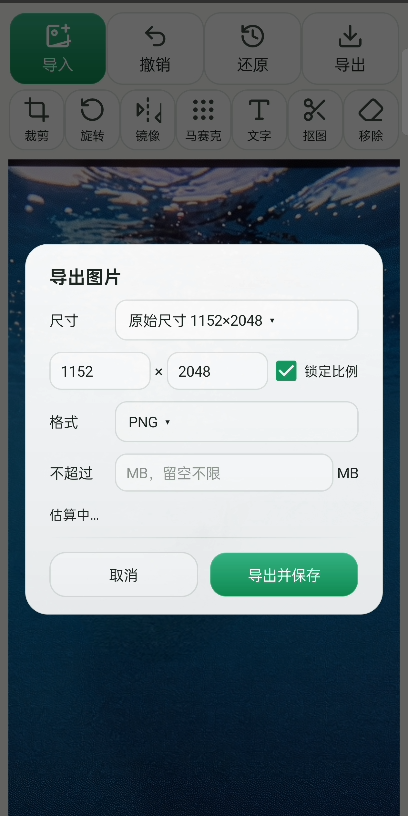 导入 撤销 还原 导出
裁剪 旋转 镜像 马赛克 文字 抠图 移除
导出图片
尺寸 原始尺寸 1152×2048
1152 × 2048 锁定比例
格式 PNG
不超过 MB，留空不限 MB
估算中...
取消 导出并保存